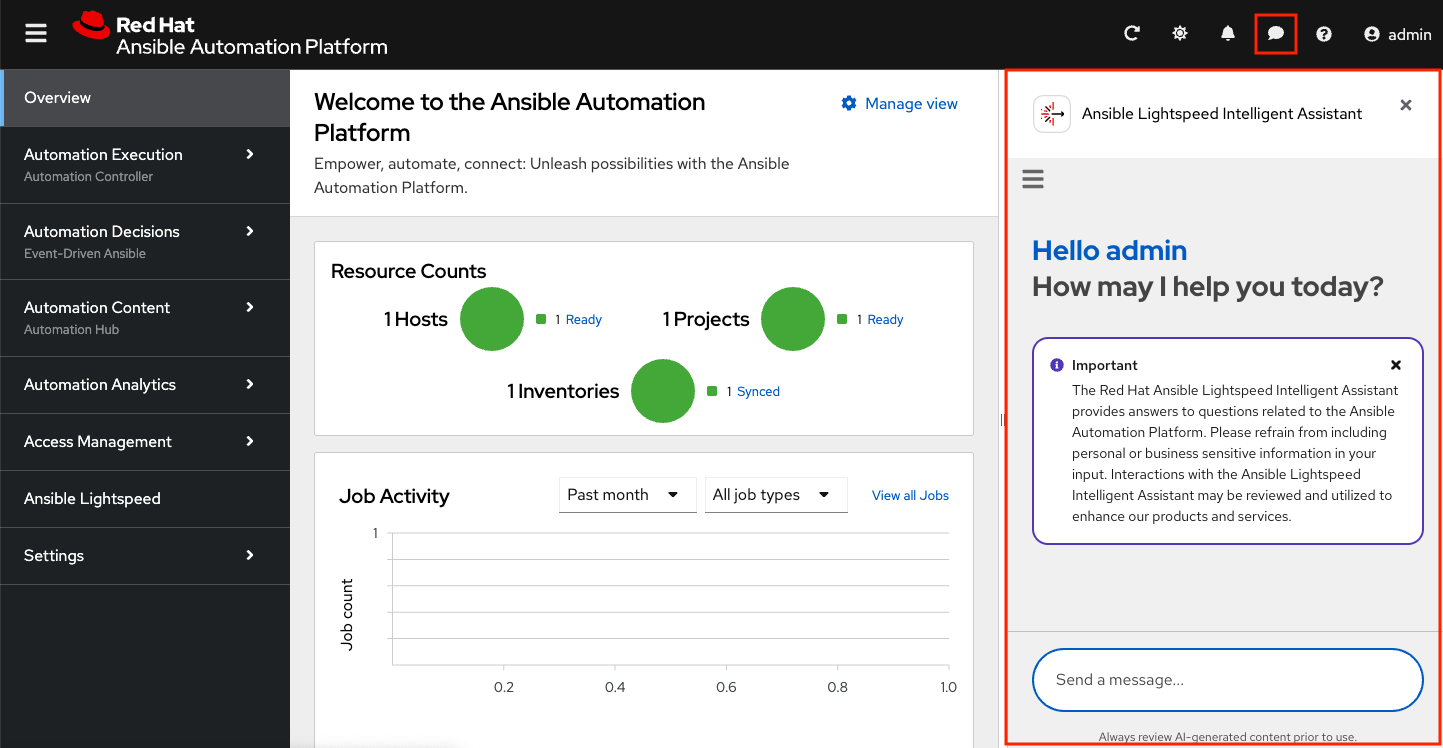 Red Hat
Ansible Automation Platform
admin
Overview
Automation Execution
Automation Controller
Automation Decisions
Event-Driven Ansible
Automation Content
Automation Hub
Automation Analytics
Access Management
Ansible Lightspeed
Settings
Welcome to the Ansible Automation
Platform
Manage view
Empower, automate, connect: Unleash possibilities with the Ansible
Automation Platform.
Resource Counts
1 Hosts
1 Ready
1 Projects
1 Ready
1 Inventories
1 Synced
Job Activity
Past month
All job types
View all Jobs
1
Job count
0.2 0.4 0.6 0.8 1.0
Ansible Lightspeed Intelligent Assistant
Hello admin
How may I help you today?
Important
The Red Hat Ansible Lightspeed Intelligent Assistant
provides answers to questions related to the Ansible
Automation Platform. Please refrain from including
personal or business sensitive information in your
input. Interactions with the Ansible Lightspeed
Intelligent Assistant may be reviewed and utilized to
enhance our products and services.
Send a message...
Always review AI-generated content prior to use.